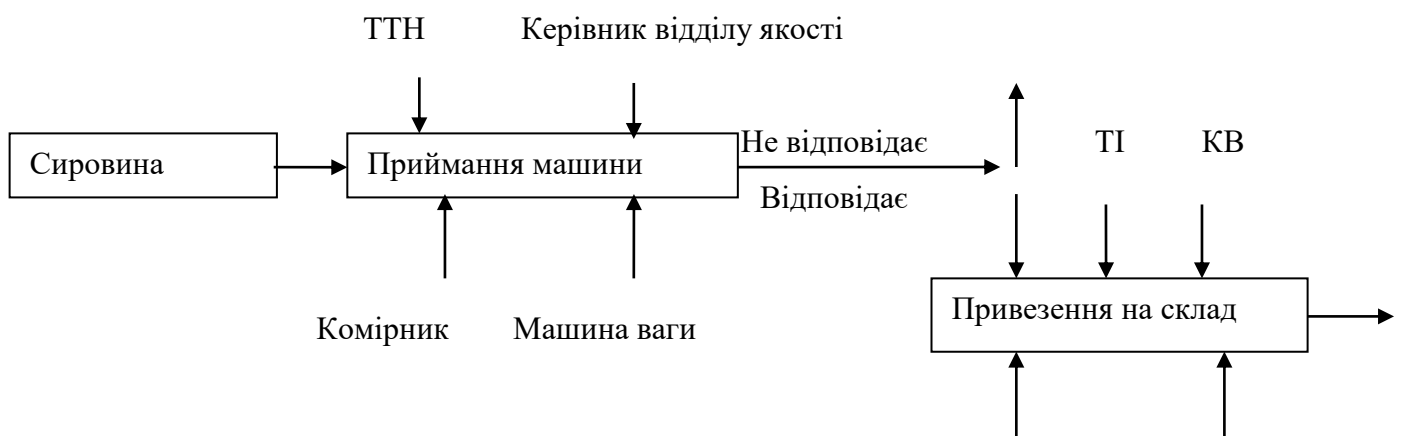 ТТН Керівник відділу якості
Сировина Приймання машини Не відповідає ТІ КВ
Відповідає
Комірник Машина ваги Привезення на склад